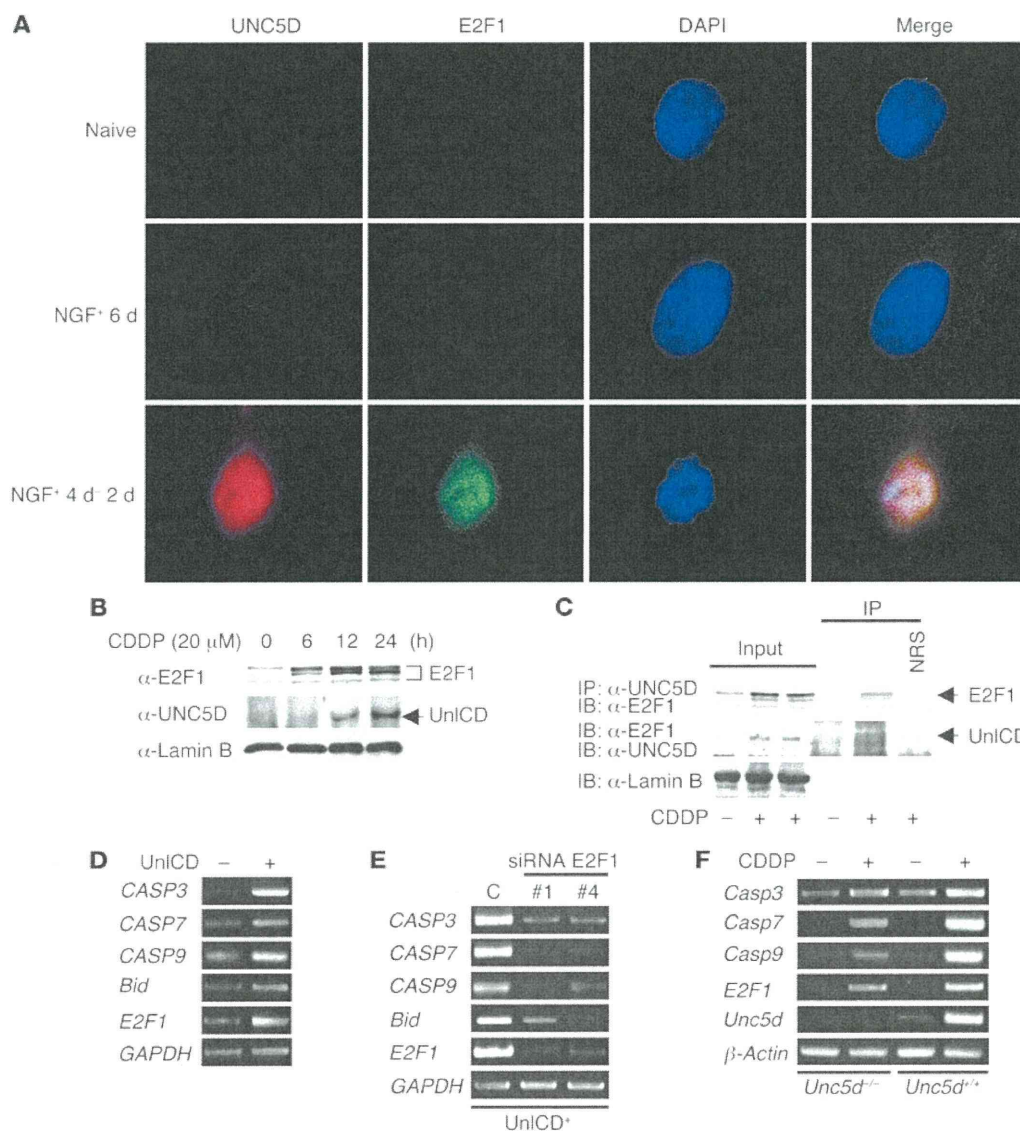 A
UNC5D E2F1 DAPI Merge
Naive
NGF⁺ 6 d
NGF⁺ 4 d⁻ 2 d
B
CDDP (20 μM) 0 6 12 24 (h)
α-E2F1 E2F1
α-UNC5D UnICD
α-Lamin B
C
IP
Input NRS
IP: α-UNC5D
IB: α-E2F1 E2F1
IB: α-E2F1
IB: α-UNC5D UnICD
IB: α-Lamin B
CDDP − + + − + +
D
UnICD − +
CASP3
CASP7
CASP9
Bid
E2F1
GAPDH
E
siRNA E2F1
C #1 #4
CASP3
CASP7
CASP9
Bid
E2F1
GAPDH
UnICD⁺
F
CDDP − + − +
Casp3
Casp7
Casp9
E2F1
Unc5d
β-Actin
Unc5d⁻/⁻ Unc5d⁺/⁺